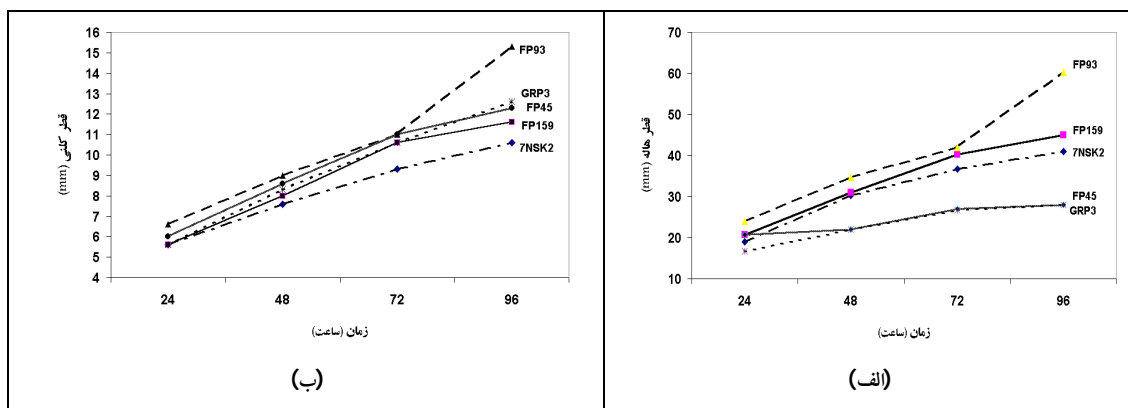 70
60
50
40
30
20
10
قطر هاله (mm)
FP93
FP159
7NSK2
FP45
GRP3
24 48 72 96
زمان (ساعت)
(الف)
16
15
14
13
12
11
10
9
8
7
6
5
4
قطر کلنی (mm)
FP93
GRP3
FP45
FP159
7NSK2
24 48 72 96
زمان (ساعت)
(ب)